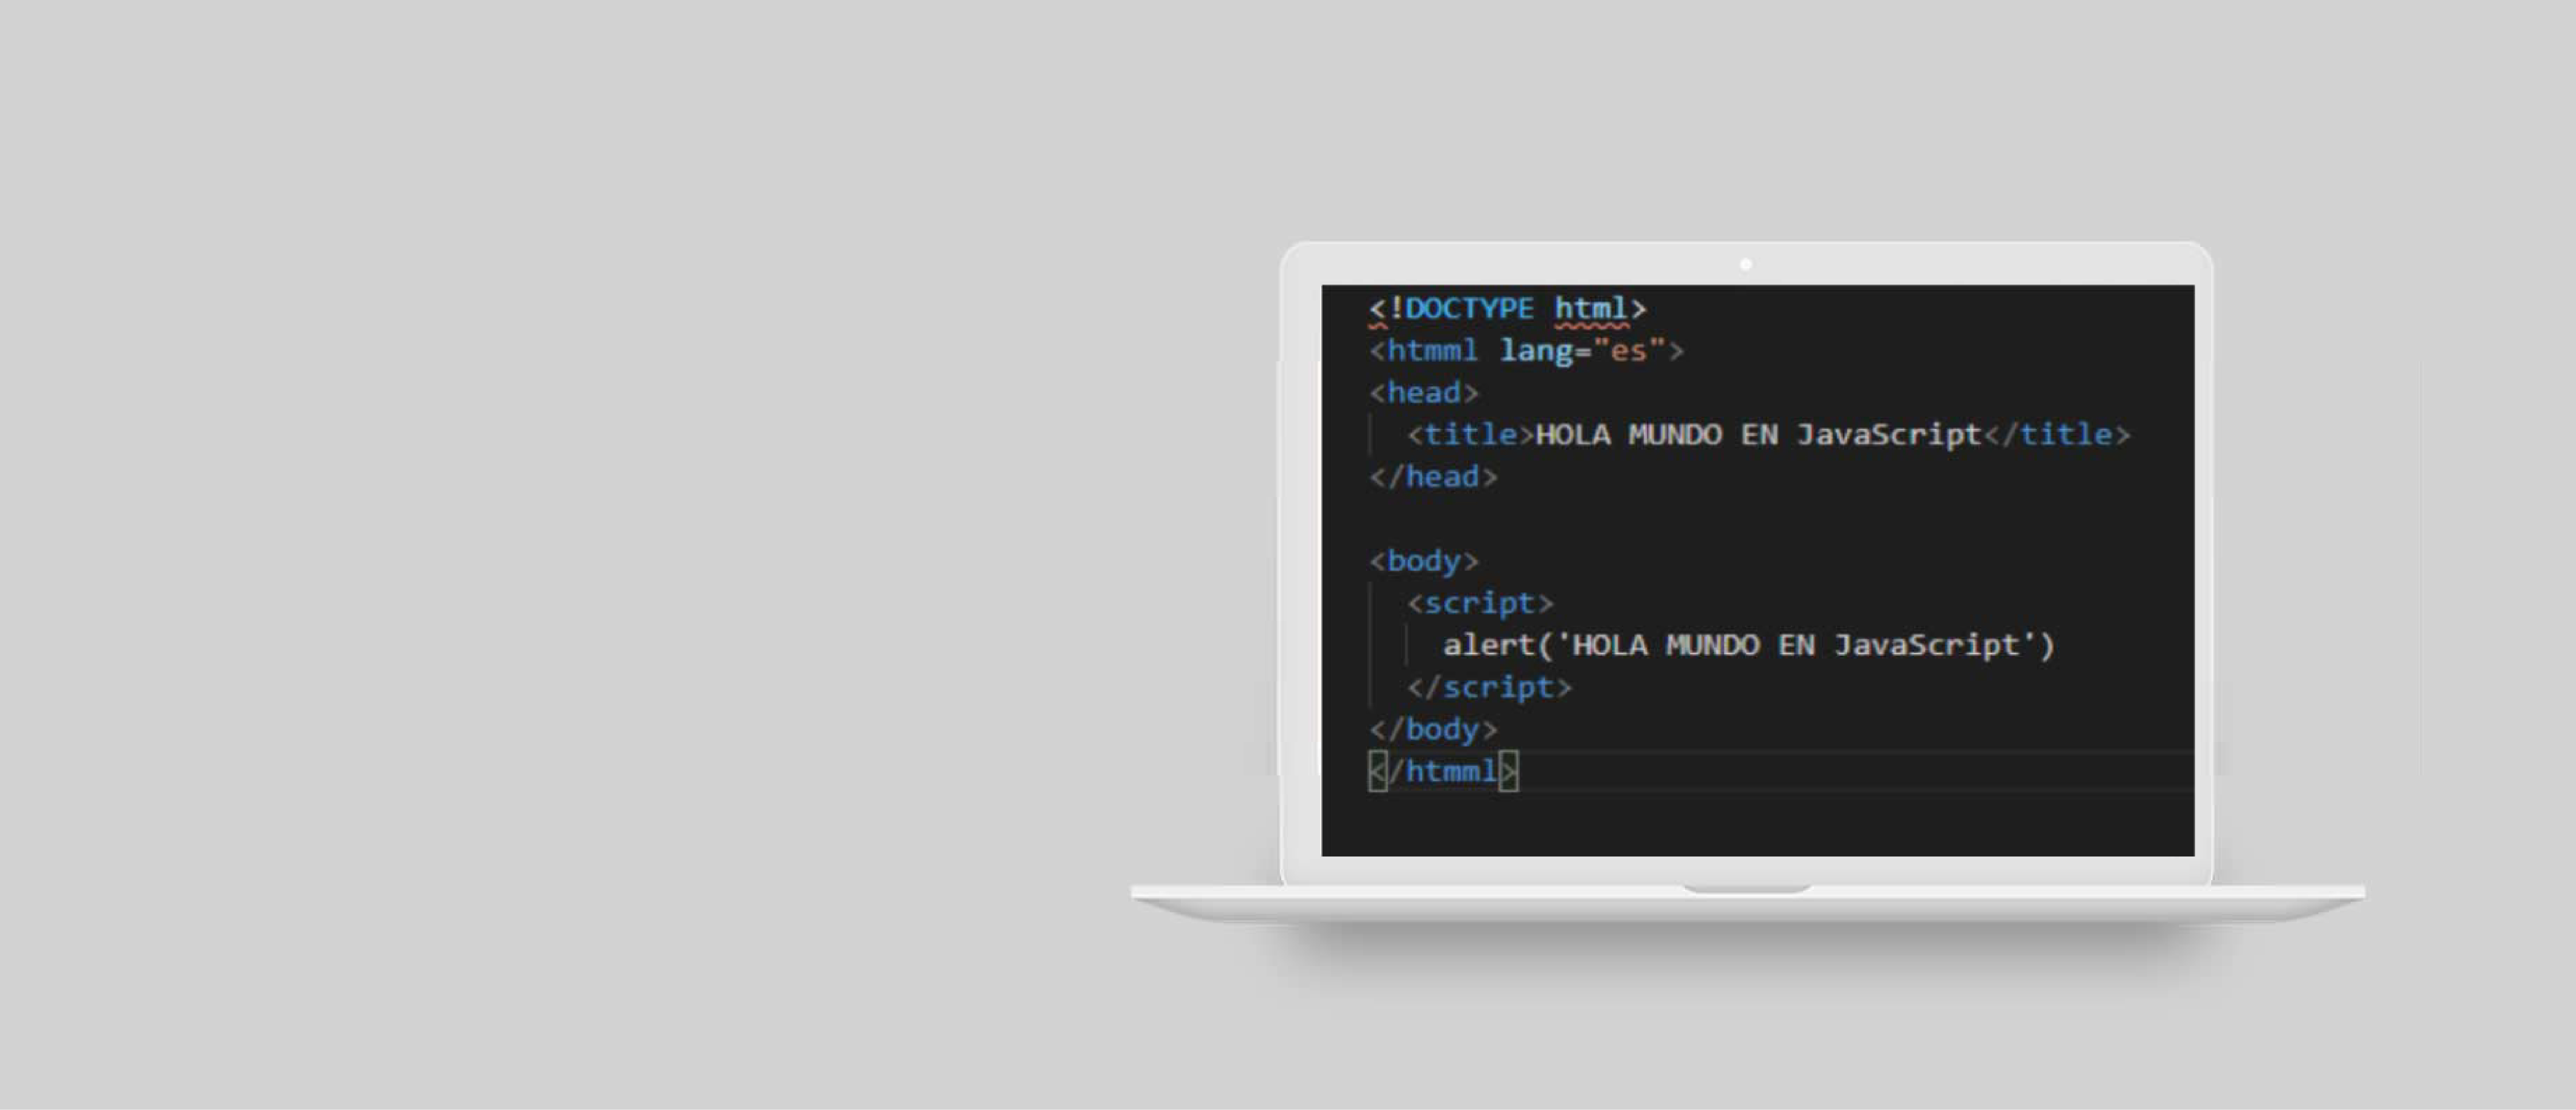 <!DOCTYPE html>
<htmml lang="es">
<head>
<title>HOLA MUNDO EN JavaScript</title>
</head>
<body>
<script>
alert('HOLA MUNDO EN JavaScript')
</script>
</body>
</htmml>